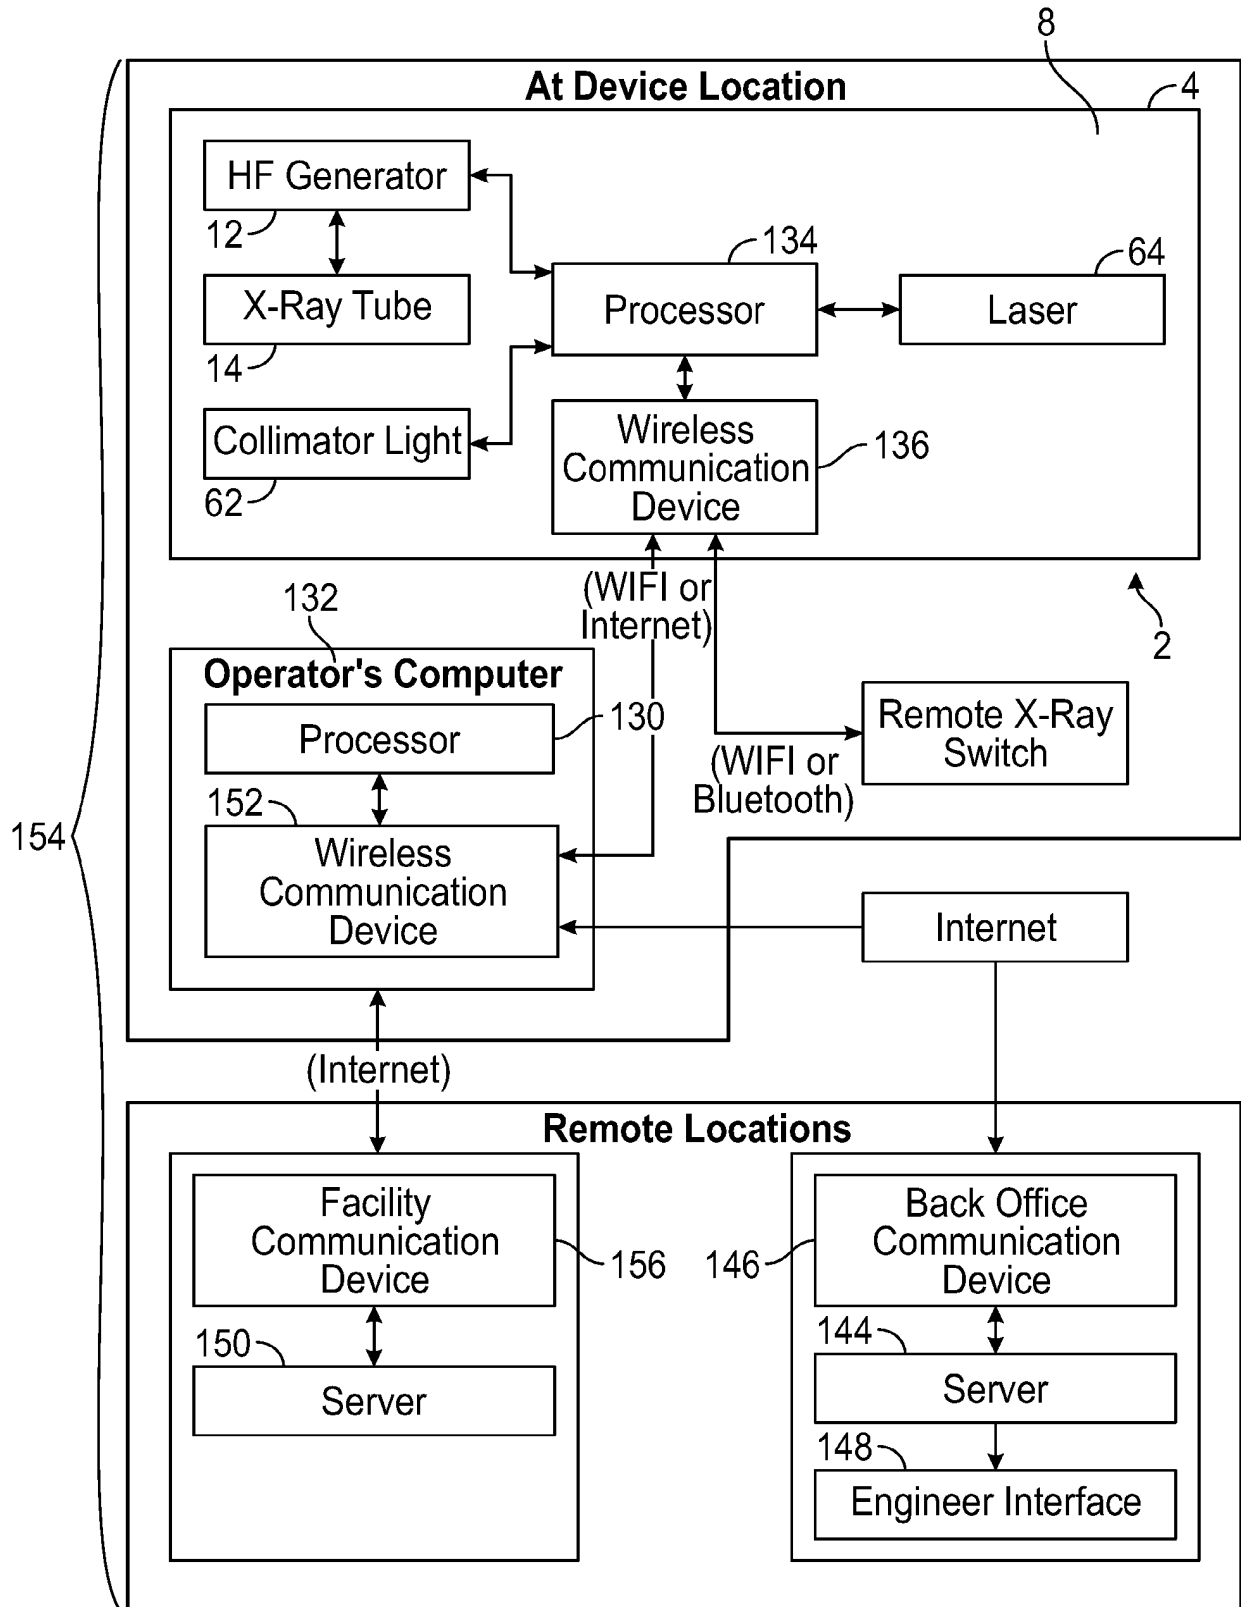 8
At Device Location
4
HF Generator
12
134
64
X-Ray Tube
Processor
Laser
14
Collimator Light
Wireless
Communication
Device
136
62
(WIFI or
Internet)
132
2
Operator's Computer
Processor
130
Remote X-Ray
Switch
(WIFI or
Bluetooth)
152
154
Wireless
Communication
Device
Internet
(Internet)
Remote Locations
Facility
Communication
Device
156
146
Back Office
Communication
Device
150
Server
144
Server
148
Engineer Interface